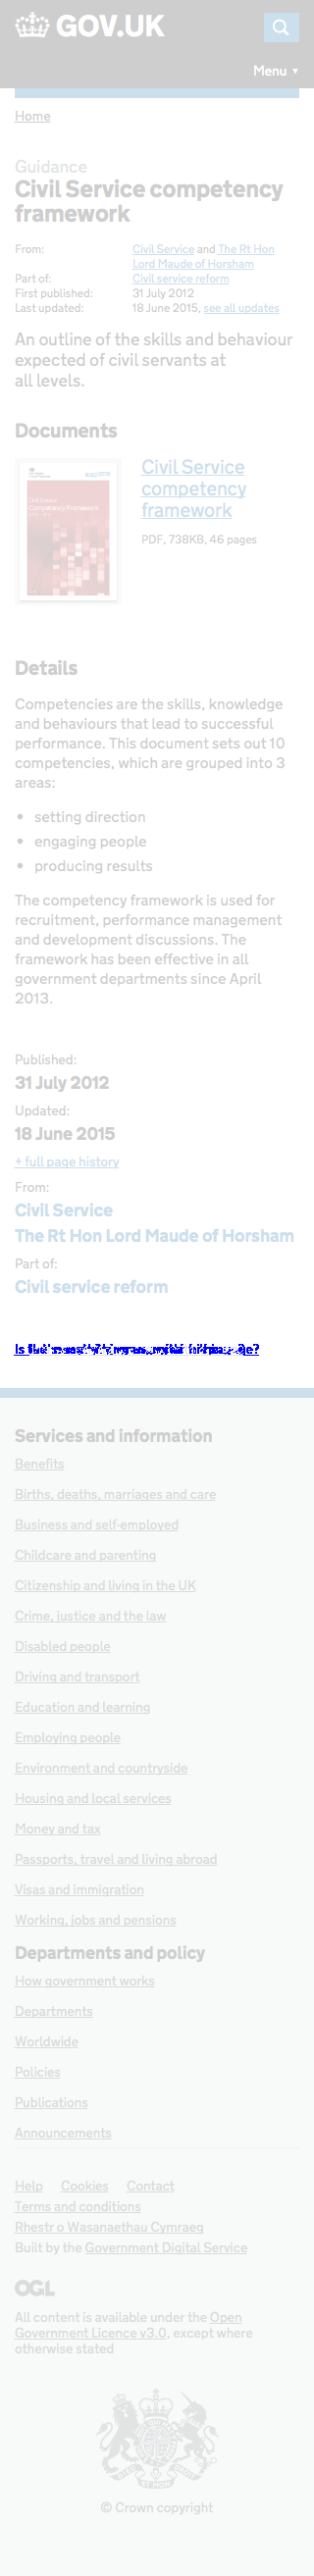 GOV.UK
Menu ▼
Home
Guidance
Civil Service competency
framework
From: Civil Service and The Rt Hon
Lord Maude of Horsham
Part of: Civil service reform
First published: 31 July 2012
Last updated: 18 June 2015, see all updates
An outline of the skills and behaviour
expected of civil servants at
all levels.
Documents
Civil Service
Competency Framework
Civil Service
competency
framework
PDF, 738KB, 46 pages
Details
Competencies are the skills, knowledge
and behaviours that lead to successful
performance. This document sets out 10
competencies, which are grouped into 3
areas:
• setting direction
• engaging people
• producing results
The competency framework is used for
recruitment, performance management
and development discussions. The
framework has been effective in all
government departments since April
2013.
Published:
31 July 2012
Updated:
18 June 2015
+ full page history
From:
Civil Service
The Rt Hon Lord Maude of Horsham
Part of:
Civil service reform
Is
Services and information
Benefits
Births, deaths, marriages and care
Business and self-employed
Childcare and parenting
Citizenship and living in the UK
Crime, justice and the law
Disabled people
Driving and transport
Education and learning
Employing people
Environment and countryside
Housing and local services
Money and tax
Passports, travel and living abroad
Visas and immigration
Working, jobs and pensions
Departments and policy
How government works
Departments
Worldwide
Policies
Publications
Announcements
Help Cookies Contact
Terms and conditions
Rhestr o Wasanaethau Cymraeg
Built by the Government Digital Service
OGL
All content is available under the Open
Government Licence v3.0, except where
otherwise stated
© Crown copyright